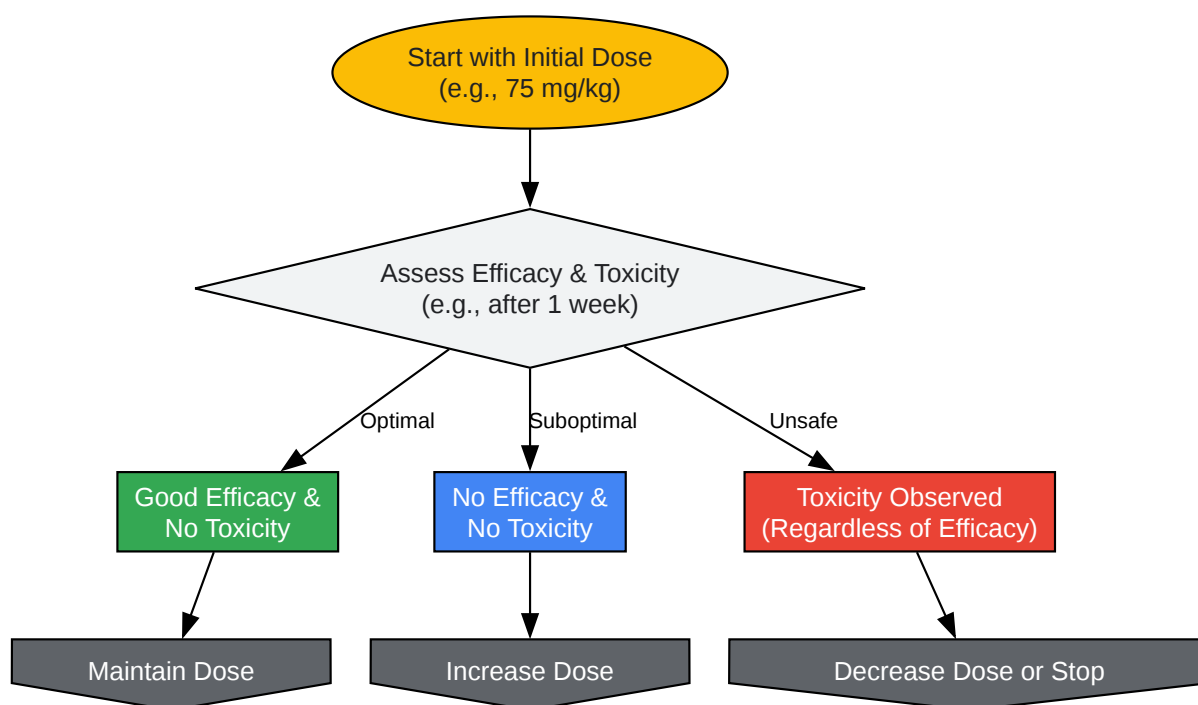 Start with Initial Dose
(e.g., 75 mg/kg)
Assess Efficacy & Toxicity
(e.g., after 1 week)
Optimal
Suboptimal
Unsafe
Good Efficacy &
No Toxicity
No Efficacy &
No Toxicity
Toxicity Observed
(Regardless of Efficacy)
Maintain Dose
Increase Dose
Decrease Dose or Stop